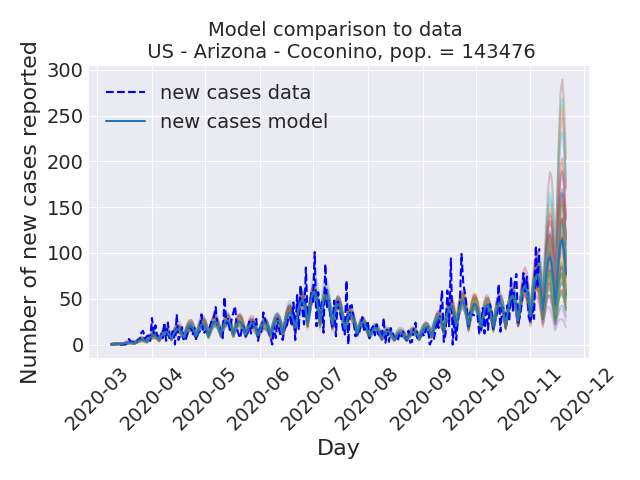 Model comparison to data
US - Arizona - Coconino, pop. = 143476
Number of new cases reported
300
250
200
150
100
50
0
new cases data
new cases model
2020-03
2020-04
2020-05
2020-06
2020-07
2020-08
2020-09
2020-10
2020-11
2020-12
Day